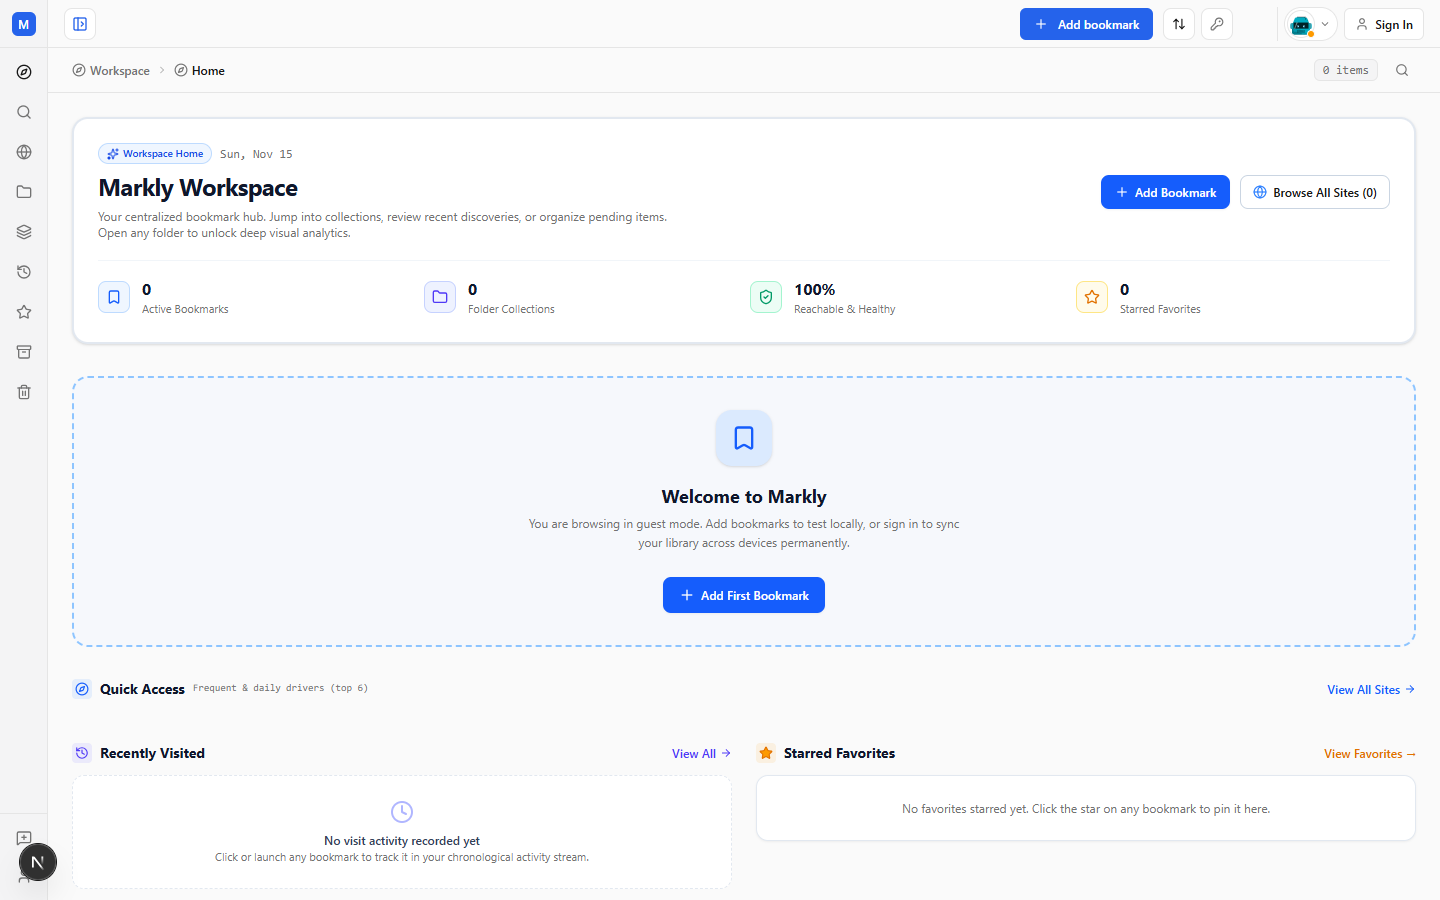 M
Add bookmark
Sign In
Workspace
Home
0 items
Workspace Home
Sun, Nov 15
Markly Workspace
Your centralized bookmark hub. Jump into collections, review recent discoveries, or organize pending items.
Open any folder to unlock deep visual analytics.
Add Bookmark
Browse All Sites (0)
0
Active Bookmarks
0
Folder Collections
100%
Reachable & Healthy
0
Starred Favorites
Welcome to Markly
You are browsing in guest mode. Add bookmarks to test locally, or sign in to sync
your library across devices permanently.
Add First Bookmark
Quick Access
Frequent & daily drivers (top 6)
View All Sites
Recently Visited
View All
Starred Favorites
View Favorites →
No visit activity recorded yet
Click or launch any bookmark to track it in your chronological activity stream.
No favorites starred yet. Click the star on any bookmark to pin it here.
N